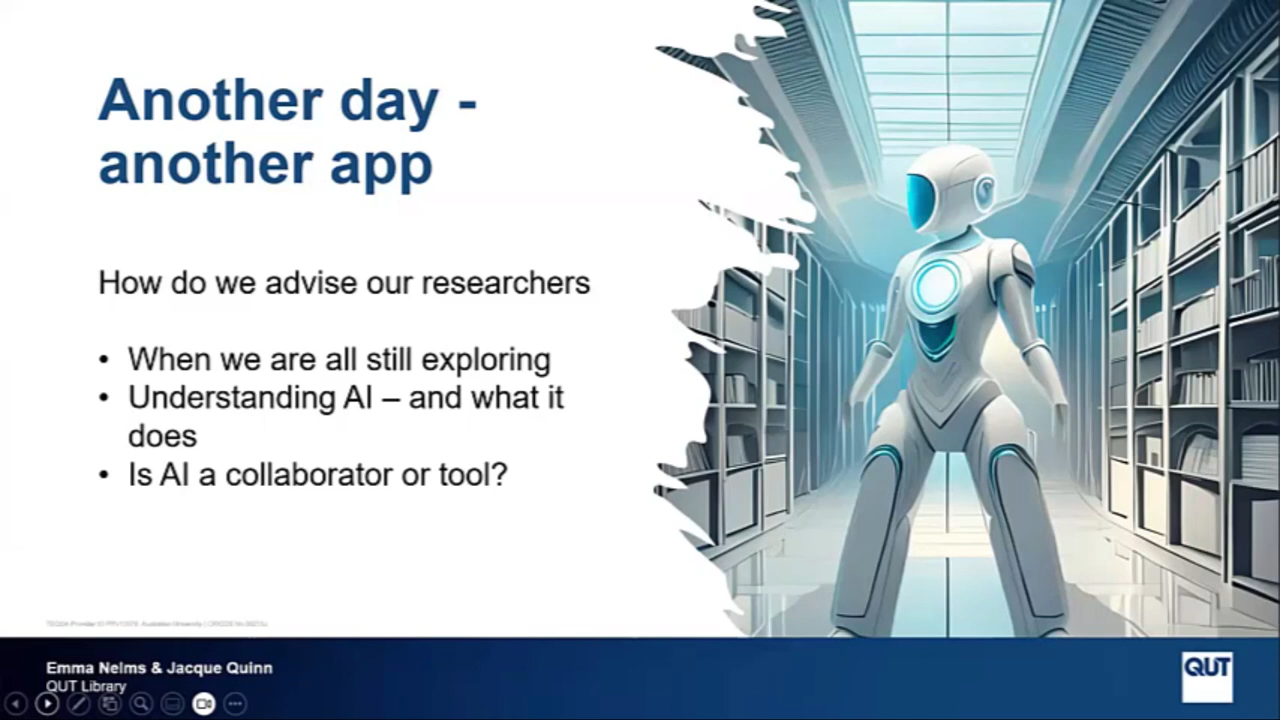 Another day -
another app
How do we advise our researchers
• When we are all still exploring
• Understanding AI – and what it
does
• Is AI a collaborator or tool?
Emma Nelms & Jacque Quinn
QUT Library
QUT